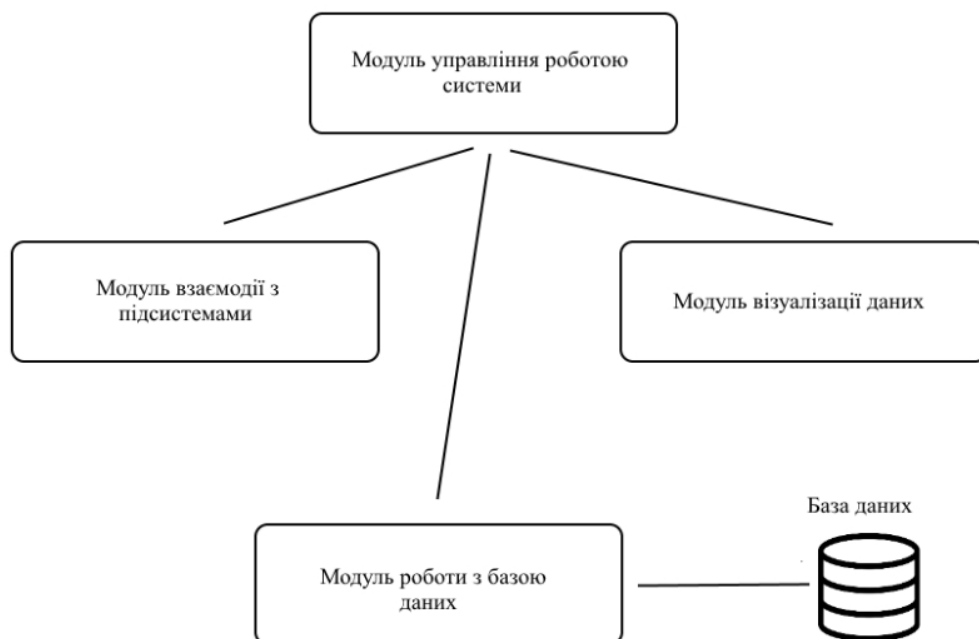 Модуль управління роботою
системи
Модуль взаємодії з
підсистемами
Модуль візуалізації даних
База даних
Модуль роботи з базою
даних